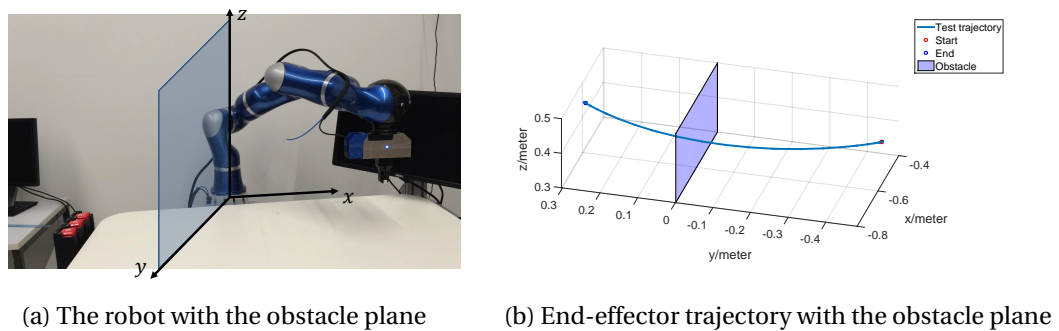 z
x
y
(a) The robot with the obstacle plane
Test trajectory
Start
End
Obstacle
z/meter
0.5
0.4
0.3
0.3
0.2
0.1
0
-0.1
-0.2
-0.3
-0.4
y/meter
-0.4
-0.6
-0.8
x/meter
(b) End-effector trajectory with the obstacle plane